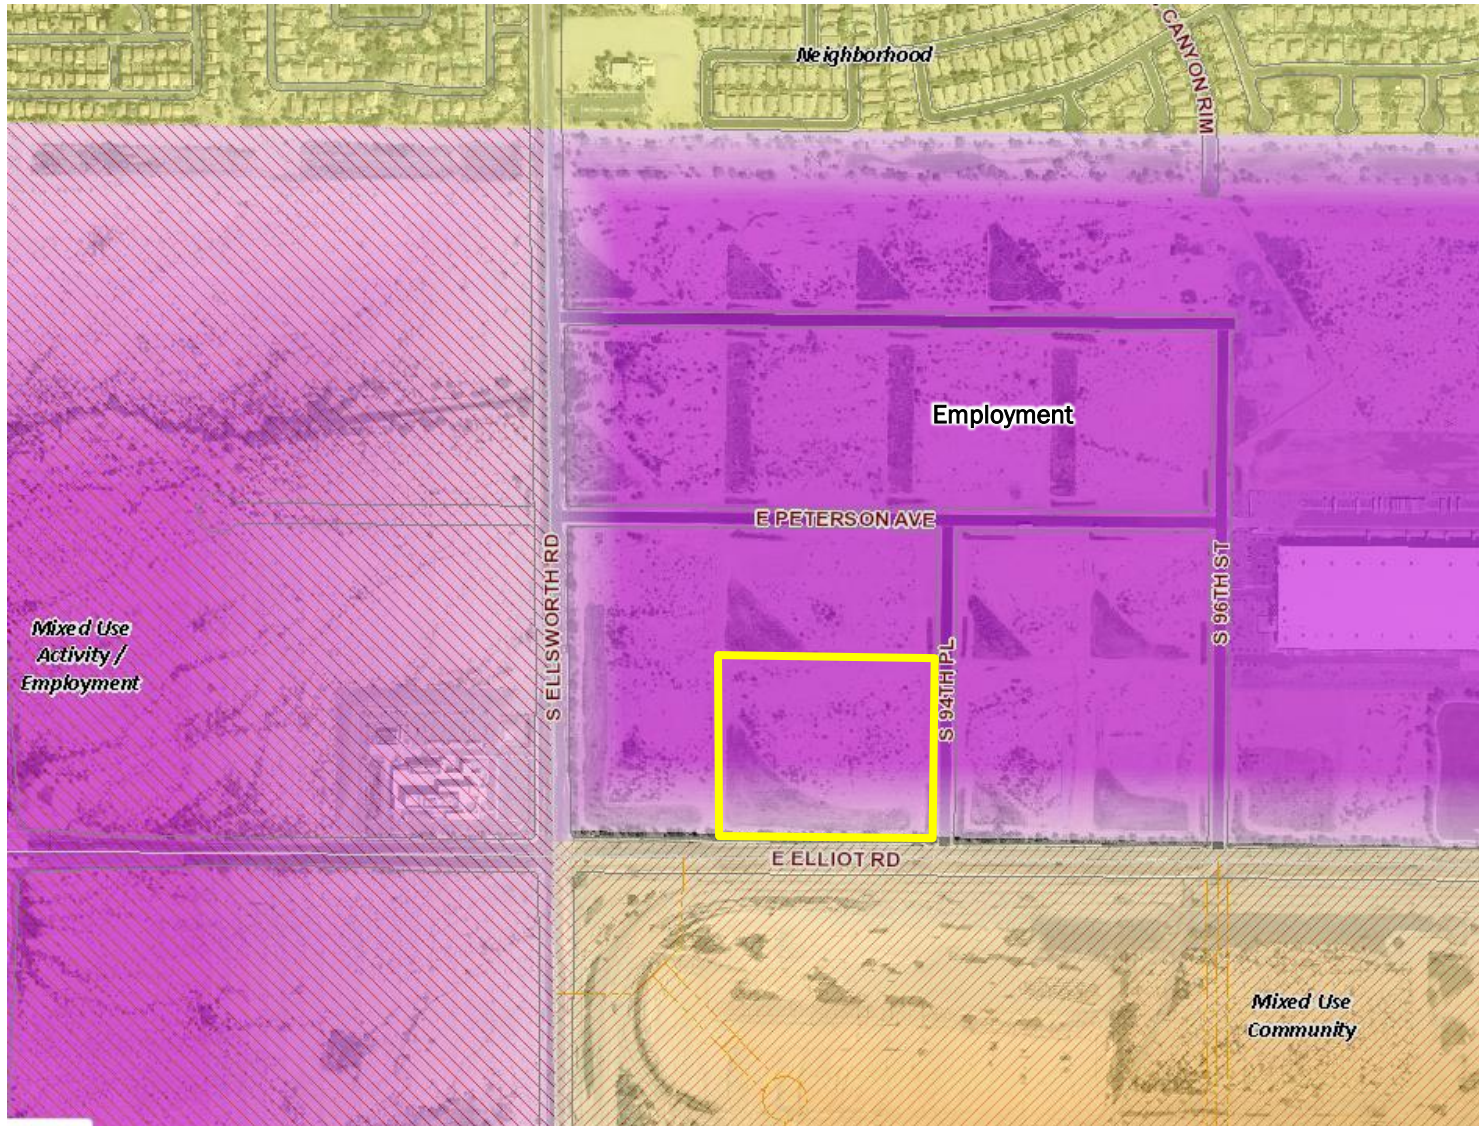 Neighborhood
CANYON RIM
Employment
E PETERSON AVE
S ELLSWORTH RD
S 96TH ST
Mixed Use
Activity /
Employment
S 94TH PL
E ELLIOT RD
Mixed Use
Community